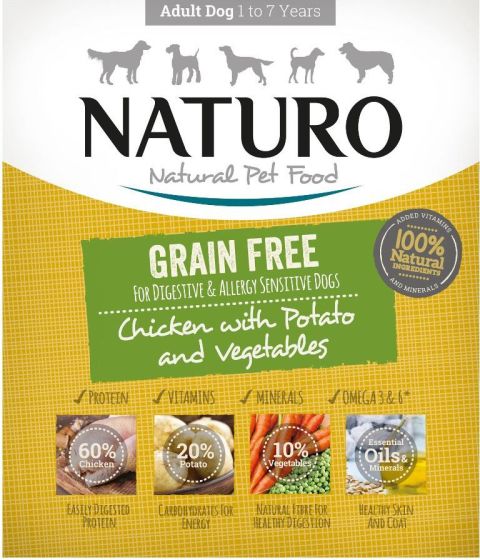 Adult Dog 1 to 7 Years
NATURO
Natural Pet Food
GRAIN FREE
FOR DIGESTIVE & ALLERGY SENSITIVE DOGS
Chicken with Potato
and Vegetables
ADDED VITAMINS
100%
Natural
INGREDIENTS
AND MINERALS
✓ PROTEIN
✓ VITAMINS
✓ MINERALS
✓ OMEGA 3 & 6*
60%
Chicken
20%
Potato
10%
Vegetables
Essential
Oils &
Minerals
EASILY DIGESTED
PROTEIN
CARBOHYDRATES FOR
ENERGY
NATURAL FIBRE FOR
HEALTHY DIGESTION
HEALTHY SKIN
AND COAT